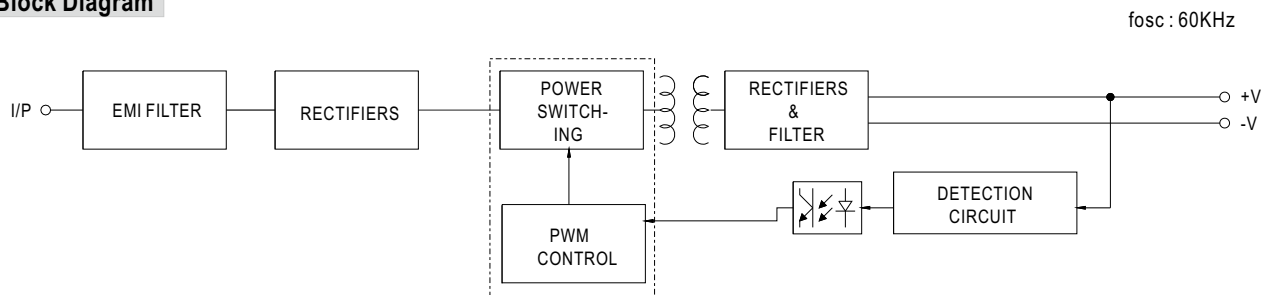 Block Diagram
fosc : 60KHz
I/P
EMI FILTER
RECTIFIERS
POWER
SWITCH-
ING
RECTIFIERS
&
FILTER
+V
-V
DETECTION
CIRCUIT
PWM
CONTROL